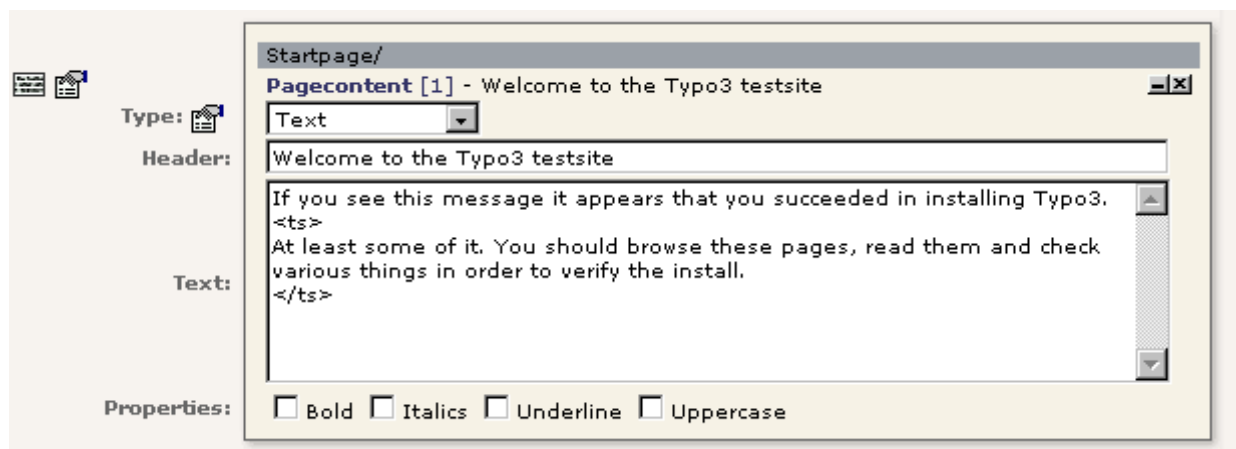 Startpage/
Pagecontent [1] - Welcome to the Typo3 testsite
Type: Text
Header: Welcome to the Typo3 testsite
If you see this message it appears that you succeeded in installing Typo3.
<ts>
At least some of it. You should browse these pages, read them and check
various things in order to verify the install.
Text:
</ts>
Properties: Bold Italics Underline Uppercase